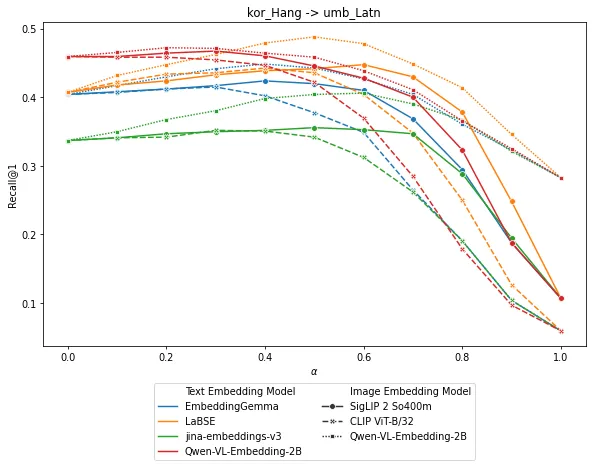 kor_Hang -> umb_Latn
0.5
0.4
0.3
0.2
0.1
Recall@1
0.0 0.2 0.4 0.6 0.8 1.0
α
Text Embedding Model Image Embedding Model
EmbeddingGemma SigLIP 2 So400m
LaBSE CLIP ViT-B/32
jina-embeddings-v3 Qwen-VL-Embedding-2B
Qwen-VL-Embedding-2B